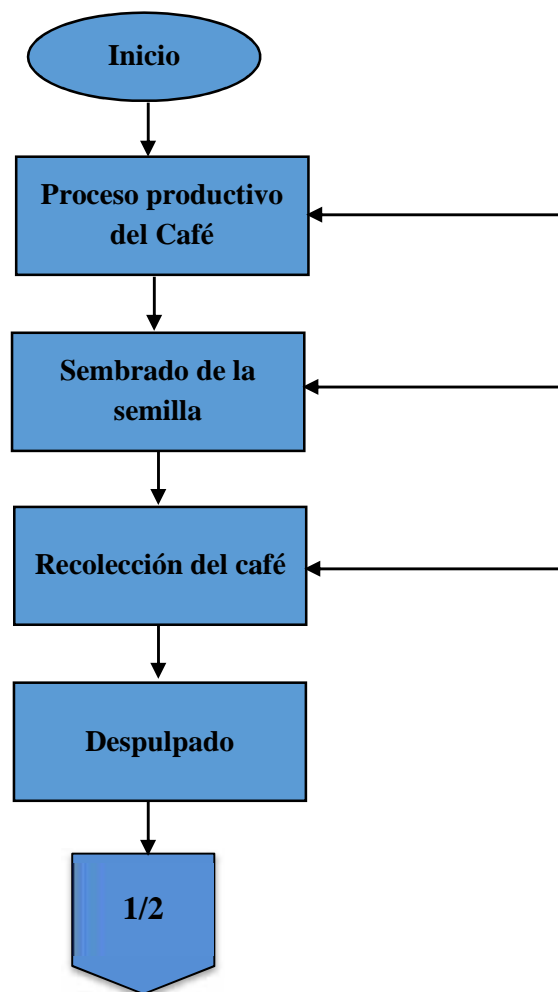 Inicio
Proceso productivo
del Café
Sembrado de la
semilla
Recolección del café
Despulpado
1/2